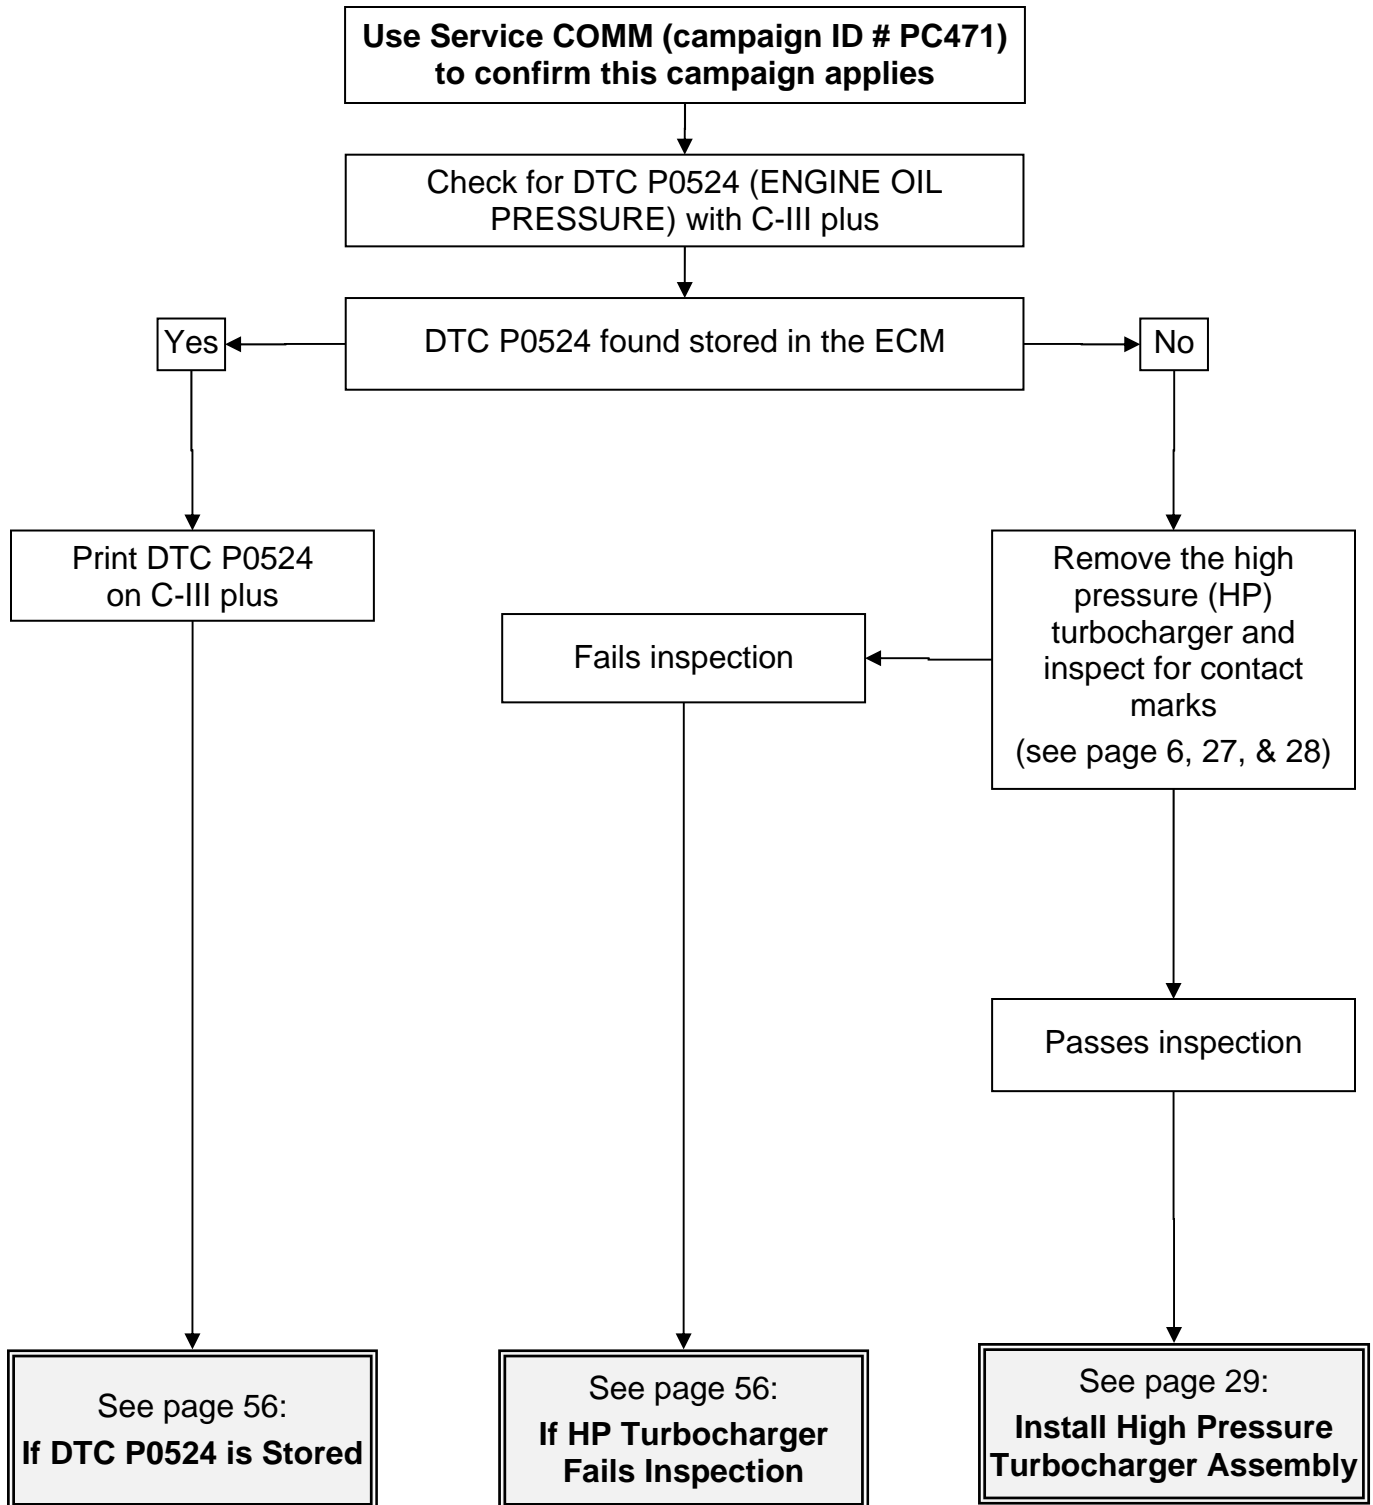 Use Service COMM (campaign ID # PC471)
to confirm this campaign applies
Check for DTC P0524 (ENGINE OIL
PRESSURE) with C-III plus
Yes
DTC P0524 found stored in the ECM
No
Print DTC P0524
on C-III plus
Fails inspection
Remove the high
pressure (HP)
turbocharger and
inspect for contact
marks
(see page 6, 27, & 28)
Passes inspection
See page 56:
If DTC P0524 is Stored
See page 56:
If HP Turbocharger
Fails Inspection
See page 29:
Install High Pressure
Turbocharger Assembly